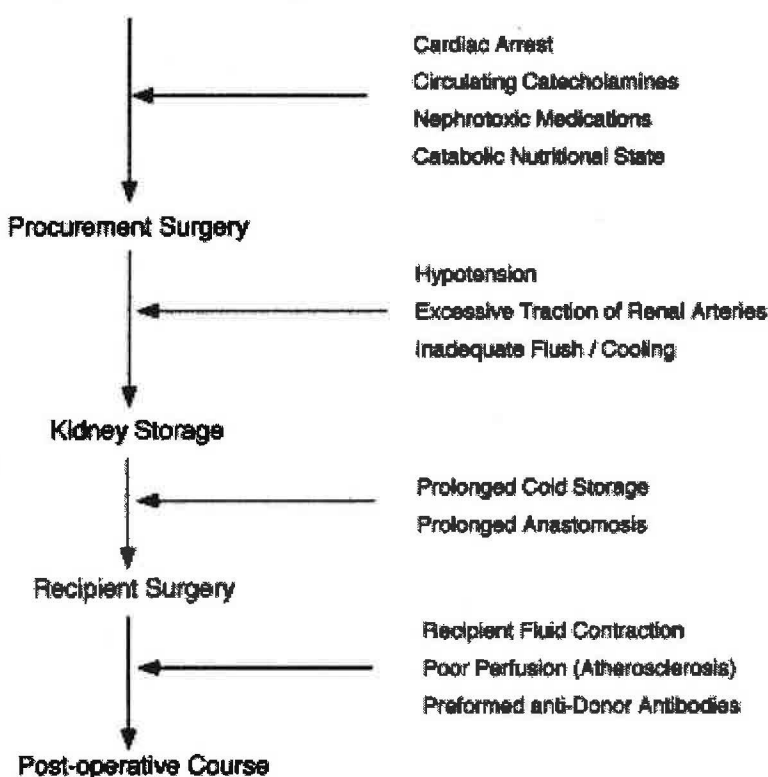 Cardiac Arrest
Circulating Catecholamines
Nephrotoxic Medications
Catabolic Nutritional State
Procurement Surgery
Hypotension
Excessive Traction of Renal Arteries
Inadequate Flush / Cooling
Kidney Storage
Prolonged Cold Storage
Prolonged Anastomosis
Recipient Surgery
Recipient Fluid Contraction
Poor Perfusion (Atherosclerosis)
Preformed anti-Donor Antibodies
Post-operative Course